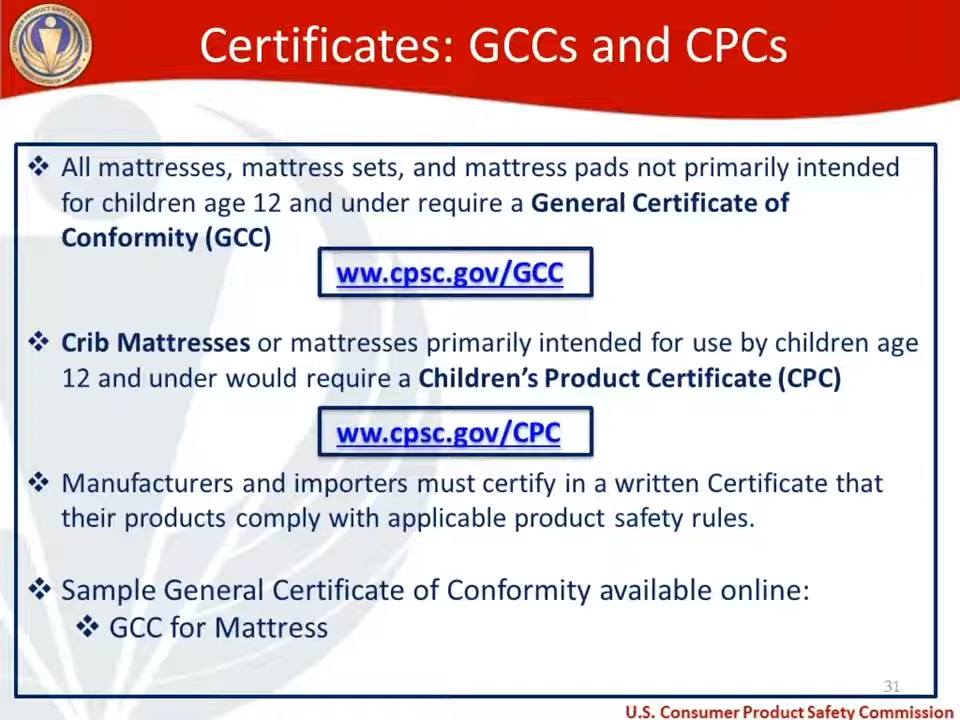 Certificates: GCCs and CPCs
❖ All mattresses, mattress sets, and mattress pads not primarily intended
for children age 12 and under require a General Certificate of
Conformity (GCC)
ww.cpsc.gov/GCC
❖ Crib Mattresses or mattresses primarily intended for use by children age
12 and under would require a Children's Product Certificate (CPC)
ww.cpsc.gov/CPC
❖ Manufacturers and importers must certify in a written Certificate that
their products comply with applicable product safety rules.
❖ Sample General Certificate of Conformity available online:
❖ GCC for Mattress
31
U.S. Consumer Product Safety Commission